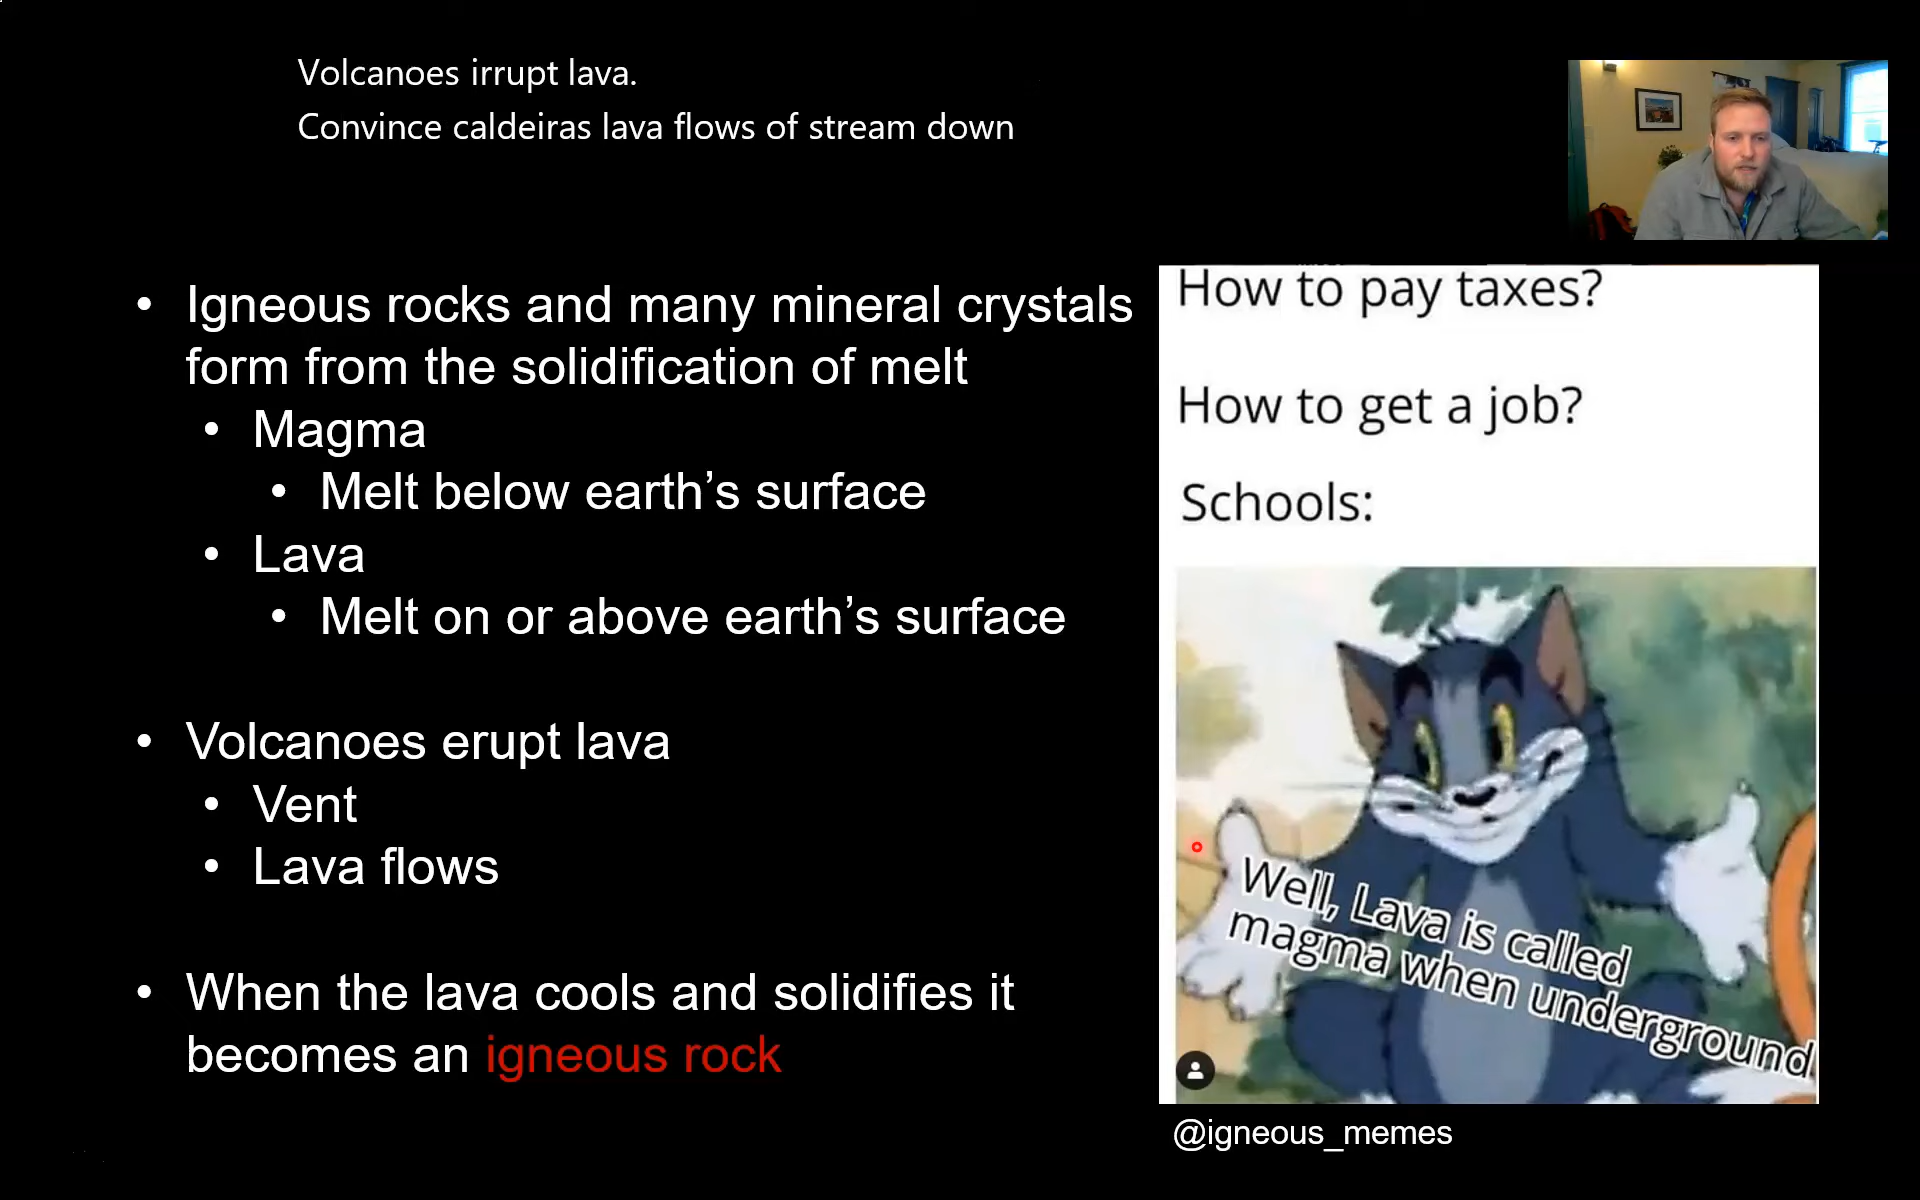 Volcanoes irrupt lava.
Convince caldeiras lava flows of stream down
• Igneous rocks and many mineral crystals
form from the solidification of melt
• Magma
• Melt below earth’s surface
• Lava
• Melt on or above earth’s surface
• Volcanoes erupt lava
• Vent
• Lava flows
• When the lava cools and solidifies it
becomes an igneous rock
How to pay taxes?
How to get a job?
Schools:
Well, Lava is called
magma when underground
@igneous_memes